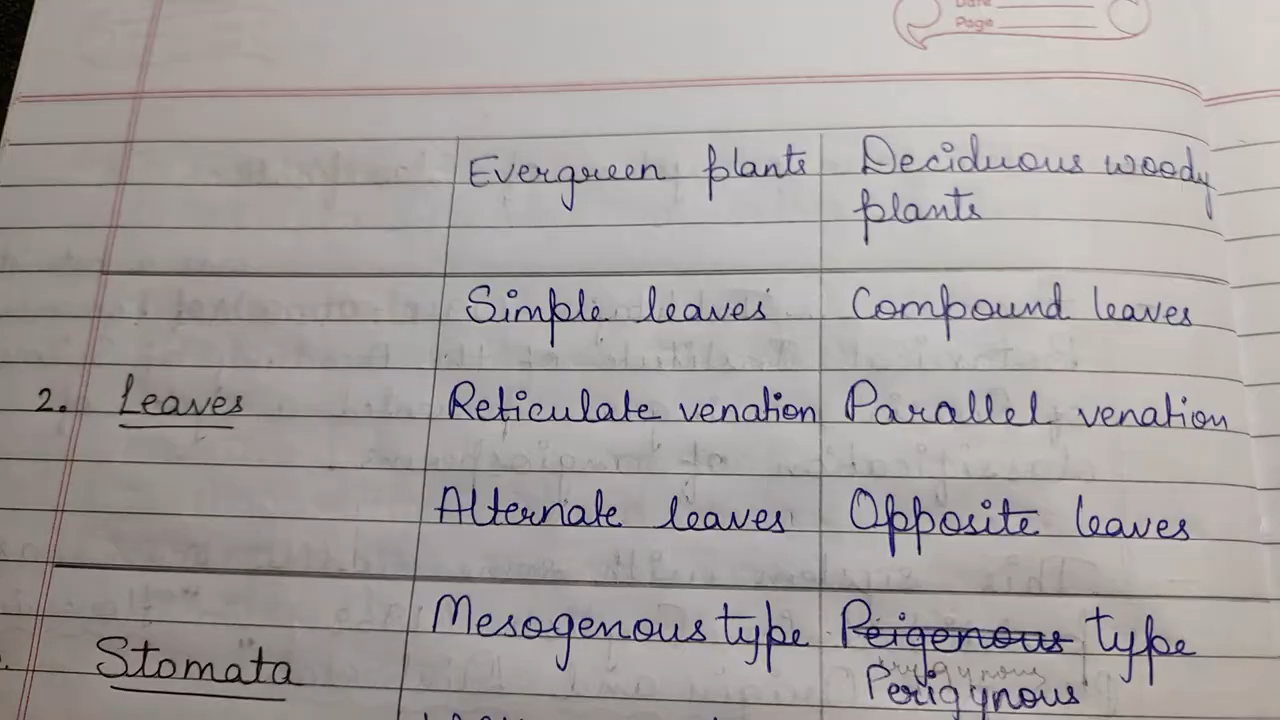 Date
Page
Evergreen plants Deciduous woody
plants
Simple leaves Compound leaves
2. Leaves Reticulate venation Parallel venation
Alternate leaves Opposite leaves
Mesogenous type Peigenous type
Stomata Perigynous